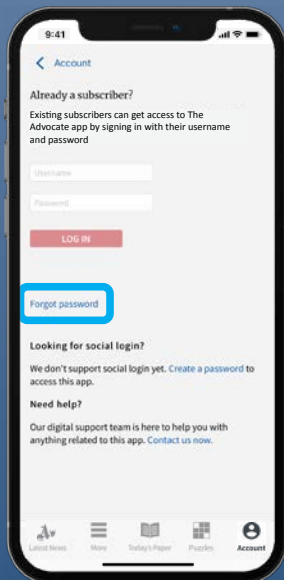 9:41
Account
Already a subscriber?
Existing subscribers can get access to The
Advocate app by signing in with their username
and password
Username
Password
LOG IN
Forgot password
Looking for social login?
We don't support social login yet. Create a password to
access this app.
Need help?
Our digital support team is here to help you with
anything related to this app. Contact us now.
Latest News More Today's Paper Puzzles Account